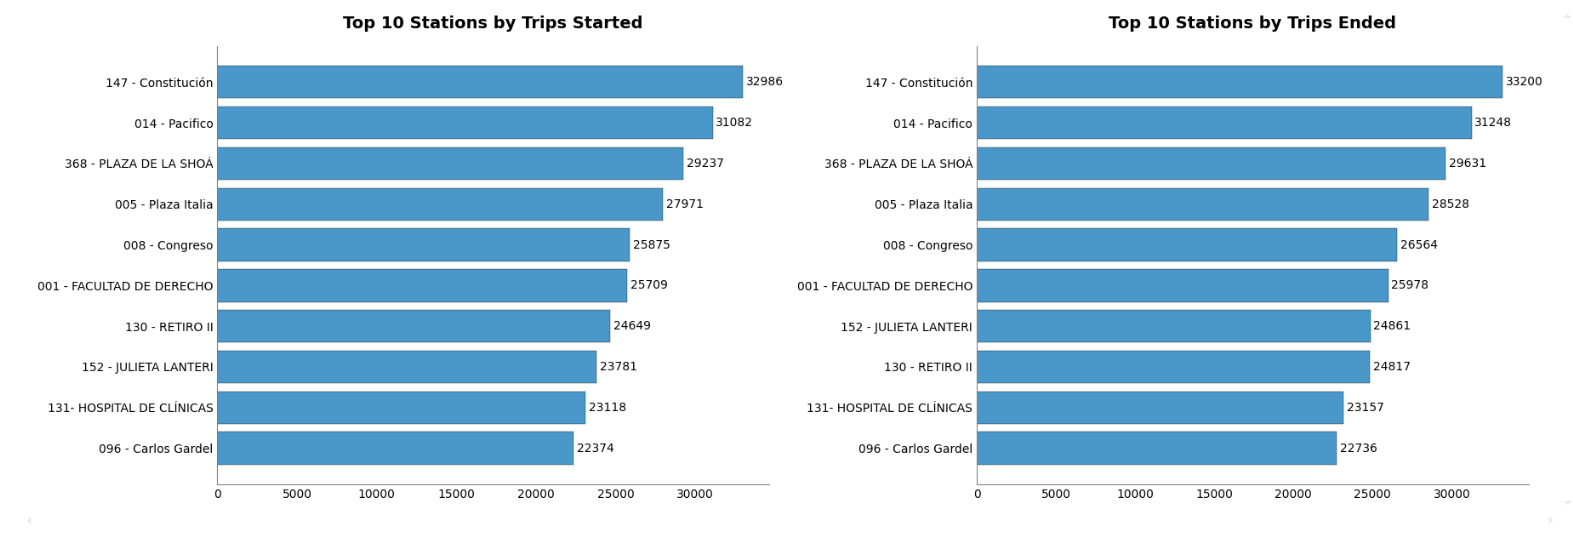 Top 10 Stations by Trips Started
147 - Constitución
32986
014 - Pacifico
31082
368 - PLAZA DE LA SHOÁ
29237
005 - Plaza Italia
27971
008 - Congreso
25875
001 - FACULTAD DE DERECHO
25709
130 - RETIRO II
24649
152 - JULIETA LANTERI
23781
131- HOSPITAL DE CLÍNICAS
23118
096 - Carlos Gardel
22374
0 5000 10000 15000 20000 25000 30000
Top 10 Stations by Trips Ended
147 - Constitución
33200
014 - Pacifico
31248
368 - PLAZA DE LA SHOÁ
29631
005 - Plaza Italia
28528
008 - Congreso
26564
001 - FACULTAD DE DERECHO
25978
152 - JULIETA LANTERI
24861
130 - RETIRO II
24817
131- HOSPITAL DE CLÍNICAS
23157
096 - Carlos Gardel
22736
0 5000 10000 15000 20000 25000 30000